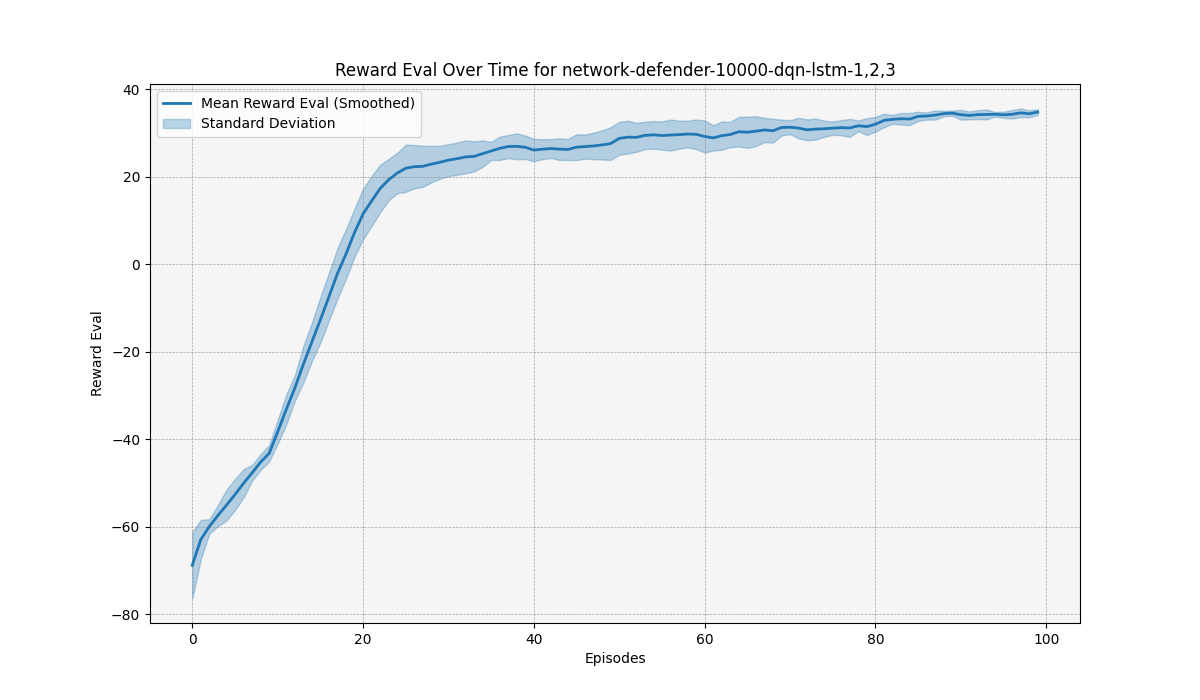 Reward Eval Over Time for network-defender-10000-dqn-lstm-1,2,3
Mean Reward Eval (Smoothed)
Standard Deviation
40
20
0
−20
−40
−60
−80
Reward Eval
0 20 40 60 80 100
Episodes